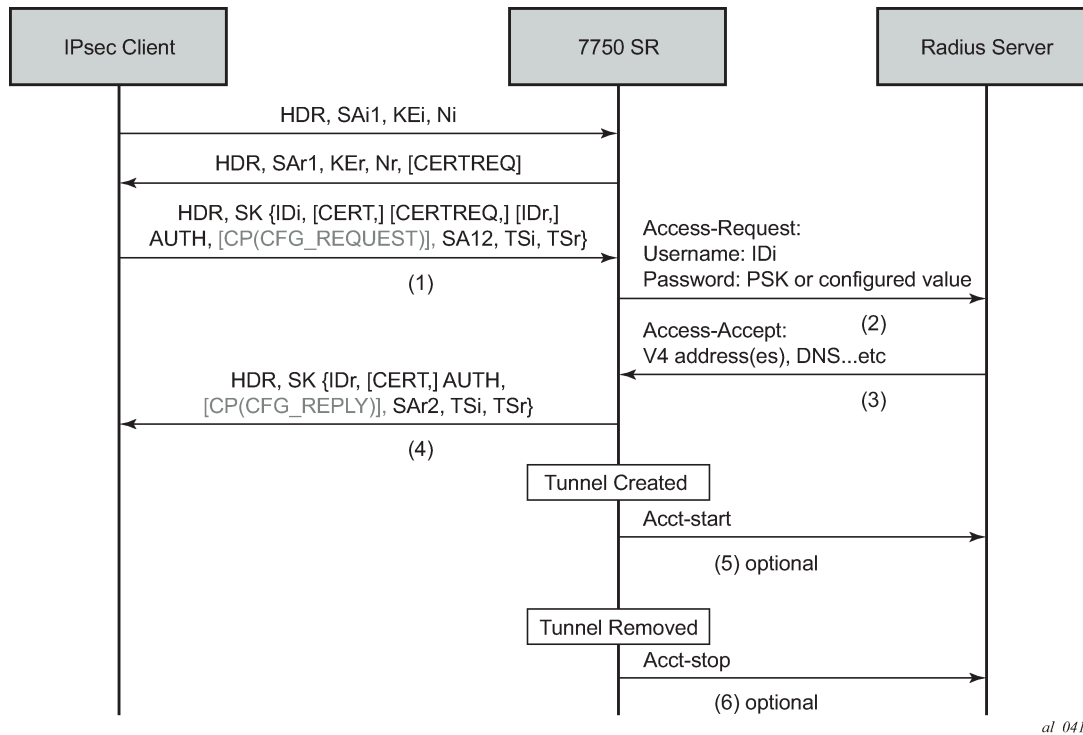 IPsec Client
7750 SR
Radius Server
HDR, SAi1, KEi, Ni
HDR, SAr1, KEr, Nr, [CERTREQ]
HDR, SK {IDi, [CERT,] [CERTREQ,] [IDr,]
AUTH, [CP(CFG_REQUEST)], SA12, TSi, TSr}
(1)
Access-Request:
Username: IDi
Password: PSK or configured value
(2)
Access-Accept:
V4 address(es), DNS...etc
(3)
HDR, SK {IDr, [CERT,] AUTH,
[CP(CFG_REPLY)], SAr2, TSi, TSr}
(4)
Tunnel Created
Acct-start
(5) optional
Tunnel Removed
Acct-stop
(6) optional
al_041